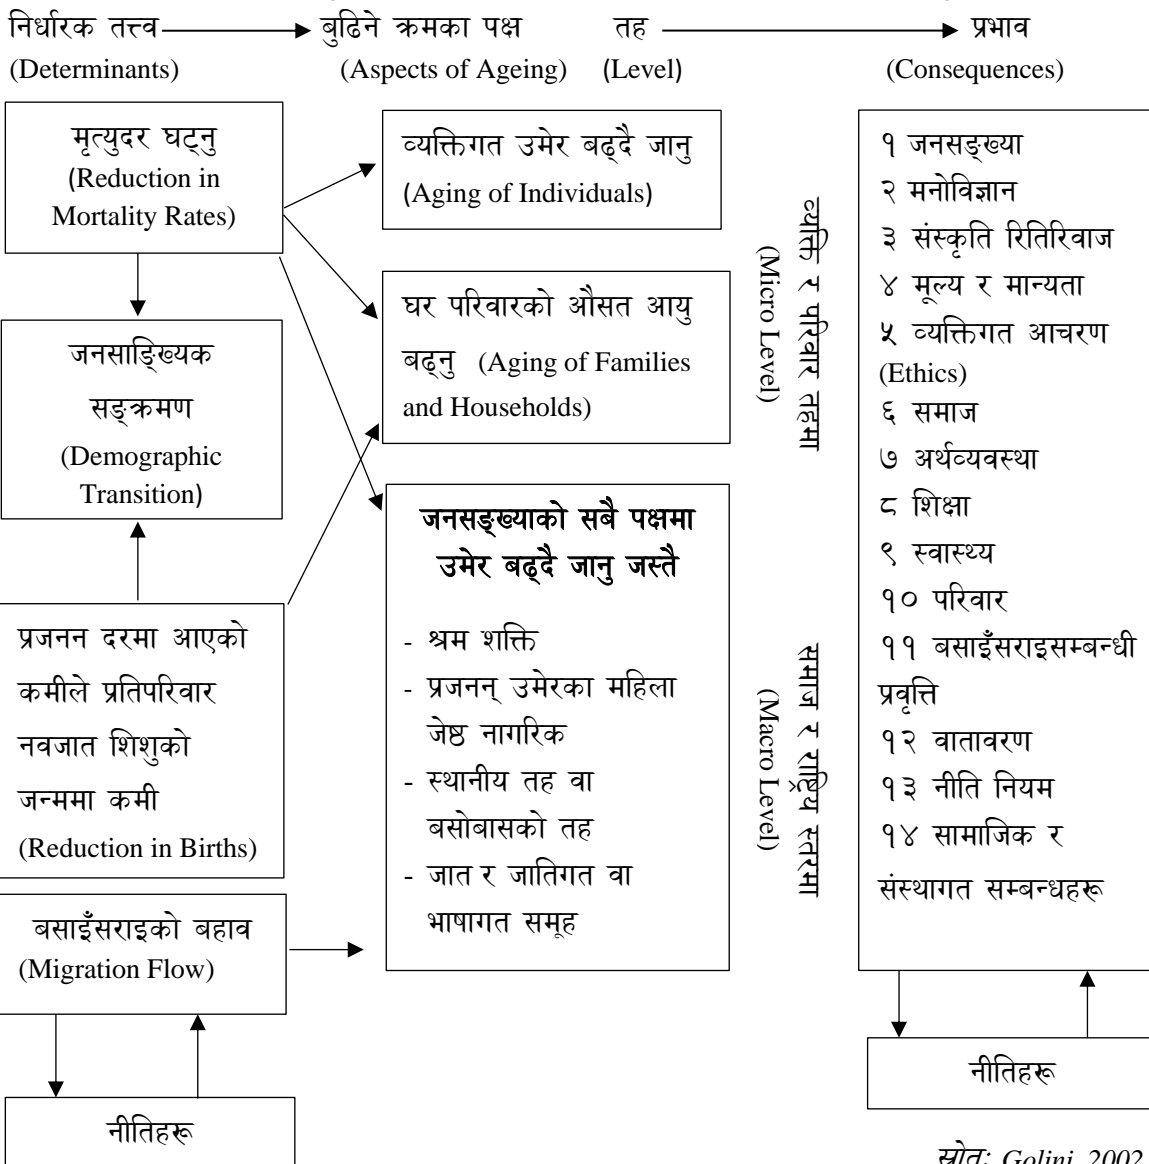 निर्धारक तत्त्व बुढिने क्रमका पक्ष तह प्रभाव
(Determinants) (Aspects of Ageing) (Level) (Consequences)
मृत्युदर घट्नु
(Reduction in
Mortality Rates)
जनसाङ्ख्यिक
सङ्क्रमण
(Demographic
Transition)
प्रजनन दरमा आएको
कमीले प्रतिपरिवार
नवजात शिशुको
जन्ममा कमी
(Reduction in Births)
बसाइँसराइको बहाव
(Migration Flow)
नीतिहरू
व्यक्तिगत उमेर बढ्दै जानु
(Aging of Individuals)
घर परिवारको औसत आयु
बढ्नु (Aging of Families
and Households)
जनसङ्ख्याको सबै पक्षमा
उमेर बढ्दै जानु जस्तै
- श्रम शक्ति
- प्रजनन् उमेरका महिला
जेष्ठ नागरिक
- स्थानीय तह वा
बसोबासको तह
- जात र जातिगत वा
भाषागत समूह
व्यक्ति र परिवार तहमा
(Micro Level)
समाज र राष्ट्रिय स्तरमा
(Macro Level)
१ जनसङ्ख्या
२ मनोविज्ञान
३ संस्कृति रितिरिवाज
४ मूल्य र मान्यता
५ व्यक्तिगत आचरण
(Ethics)
६ समाज
७ अर्थव्यवस्था
८ शिक्षा
९ स्वास्थ्य
१० परिवार
११ बसाइँसराइसम्बन्धी
प्रवृत्ति
१२ वातावरण
१३ नीति नियम
१४ सामाजिक र
संस्थागत सम्बन्धहरू
नीतिहरू
स्रोत: Golini, 2002